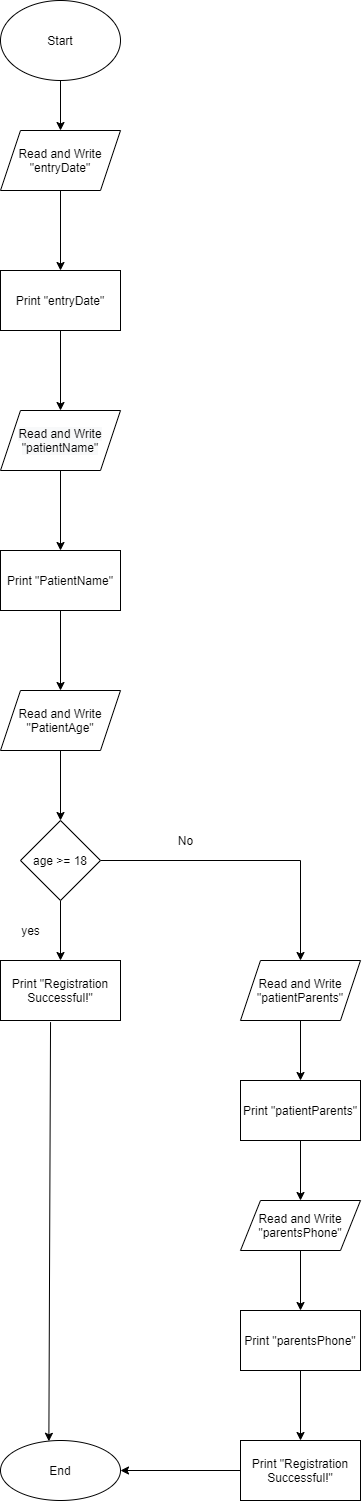 Start
Read and Write
"entryDate"
Print "entryDate"
Read and Write
"patientName"
Print "PatientName"
Read and Write
"PatientAge"
age >= 18
No
yes
Print "Registration
Successful!"
Read and Write
"patientParents"
Print "patientParents"
Read and Write
"parentsPhone"
Print "parentsPhone"
Print "Registration
Successful!"
End